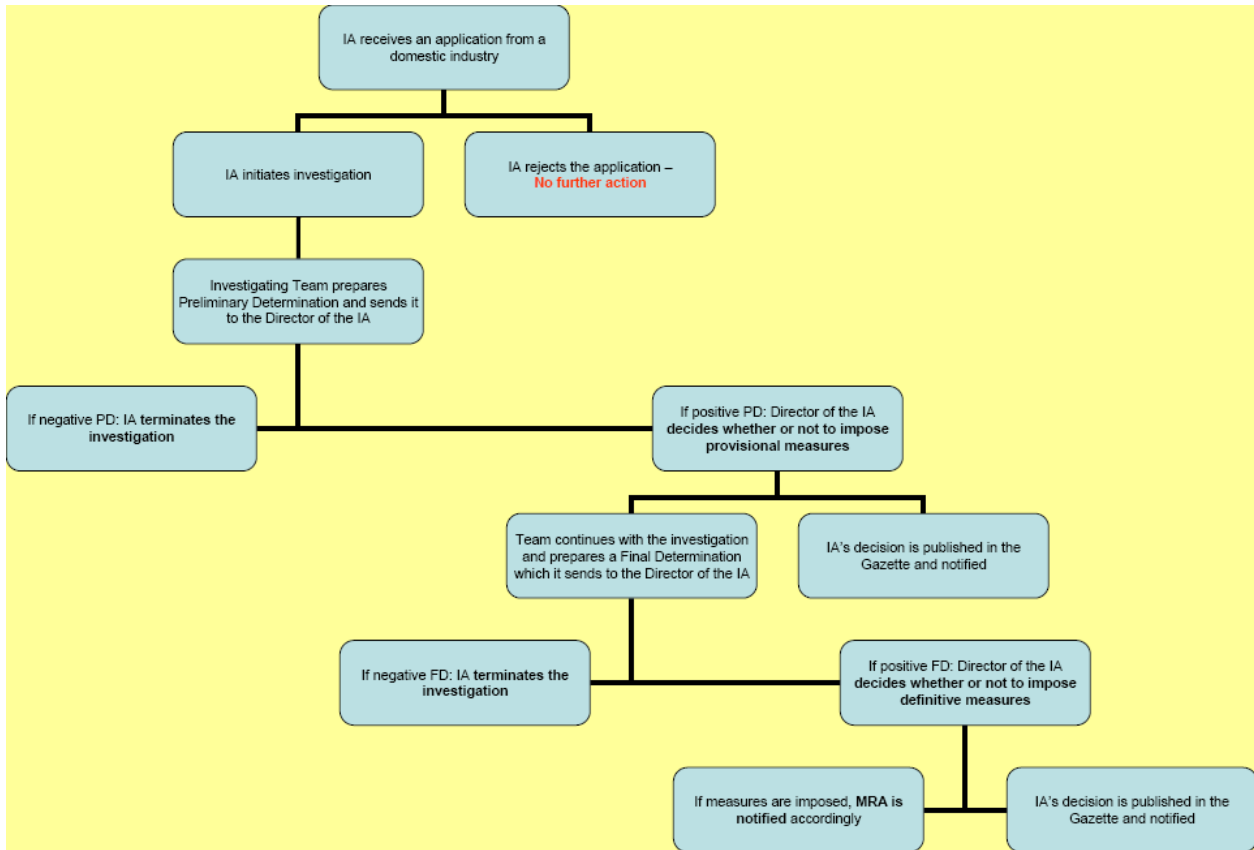 IA receives an application from a
domestic industry
IA initiates investigation
IA rejects the application –
No further action
Investigating Team prepares
Preliminary Determination and sends it
to the Director of the IA
If negative PD: IA terminates the
investigation
If positive PD: Director of the IA
decides whether or not to impose
provisional measures
Team continues with the investigation
and prepares a Final Determination
which it sends to the Director of the IA
IA's decision is published in the
Gazette and notified
If negative FD: IA terminates the
investigation
If positive FD: Director of the IA
decides whether or not to impose
definitive measures
If measures are imposed, MRA is
notified accordingly
IA's decision is published in the
Gazette and notified